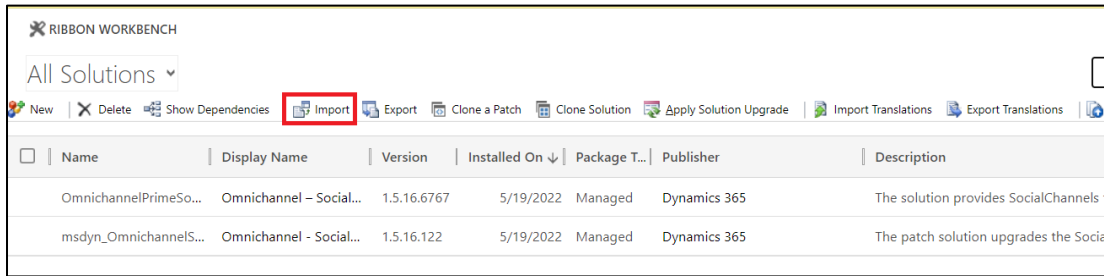 RIBBON WORKBENCH
All Solutions
New Delete Show Dependencies Import Export Clone a Patch Clone Solution Apply Solution Upgrade Import Translations Export Translations
Name Display Name Version Installed On ↓ Package T... Publisher Description
OmnichannelPrimeSo... Omnichannel – Social... 1.5.16.6767 5/19/2022 Managed Dynamics 365 The solution provides SocialChannels
msdyn_OmnichannelS... Omnichannel - Social... 1.5.16.122 5/19/2022 Managed Dynamics 365 The patch solution upgrades the Socia